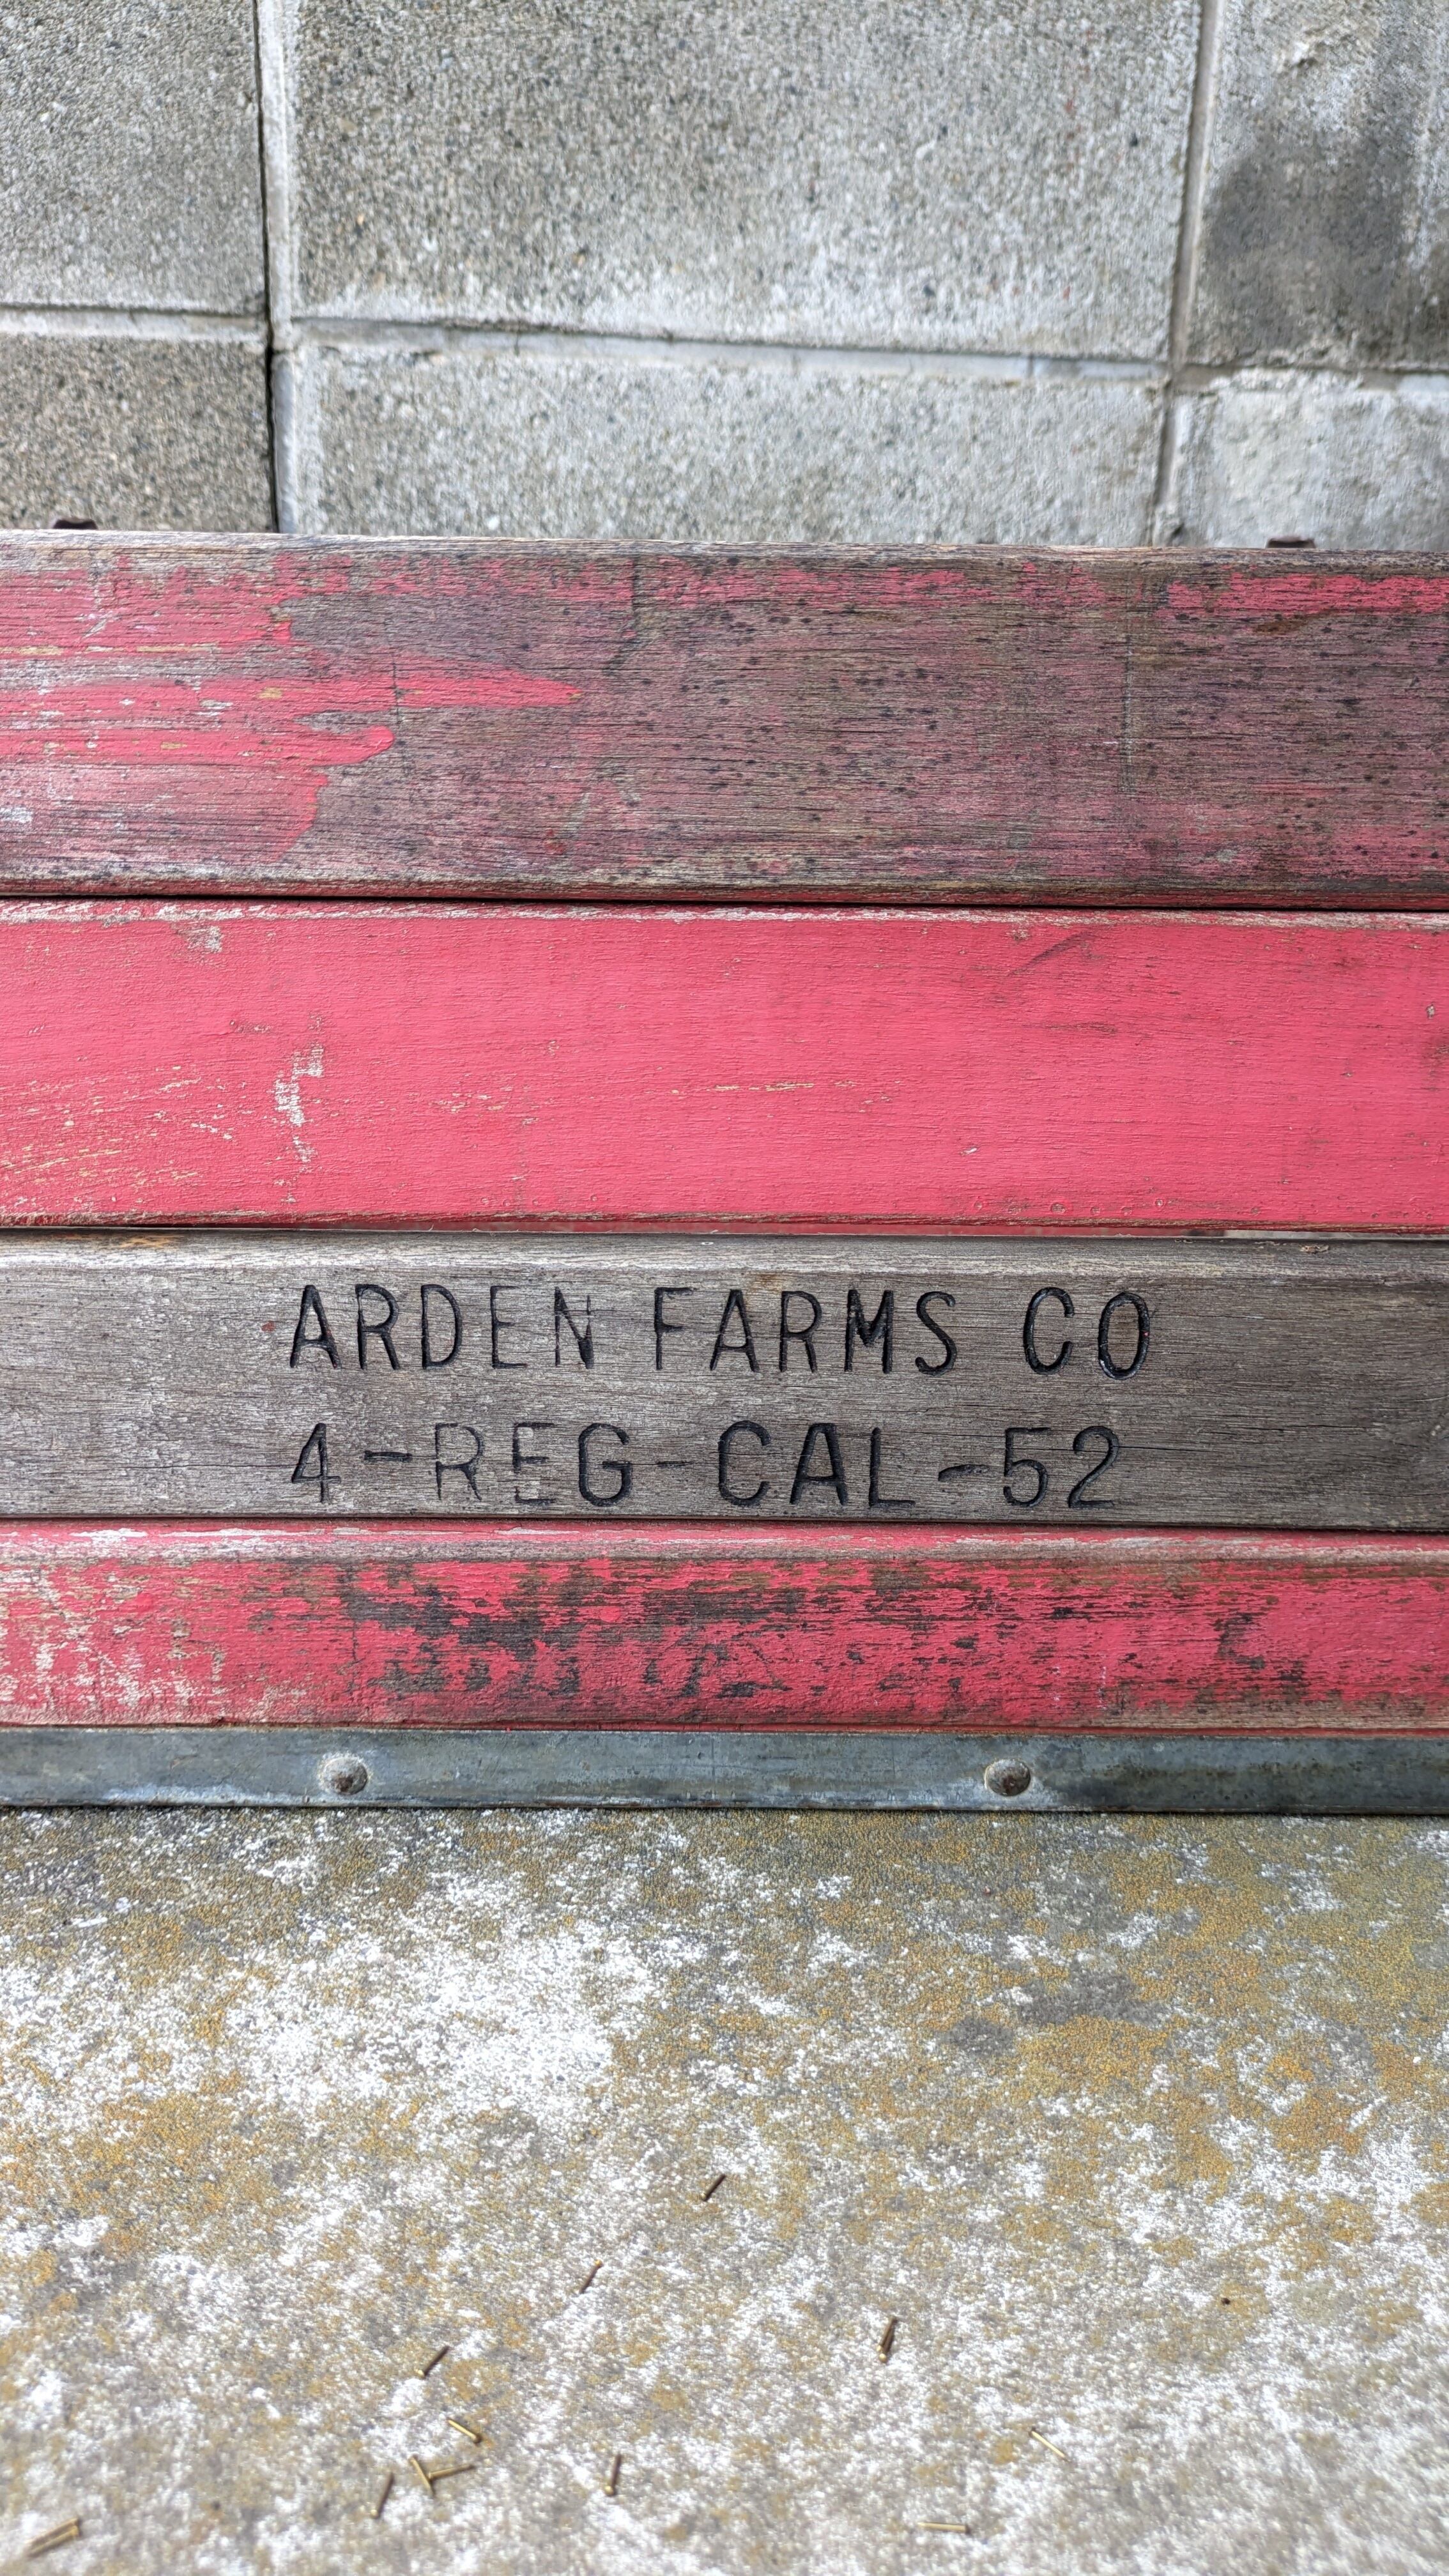 ARDEN FARMS CO
4-REG-CAL-52